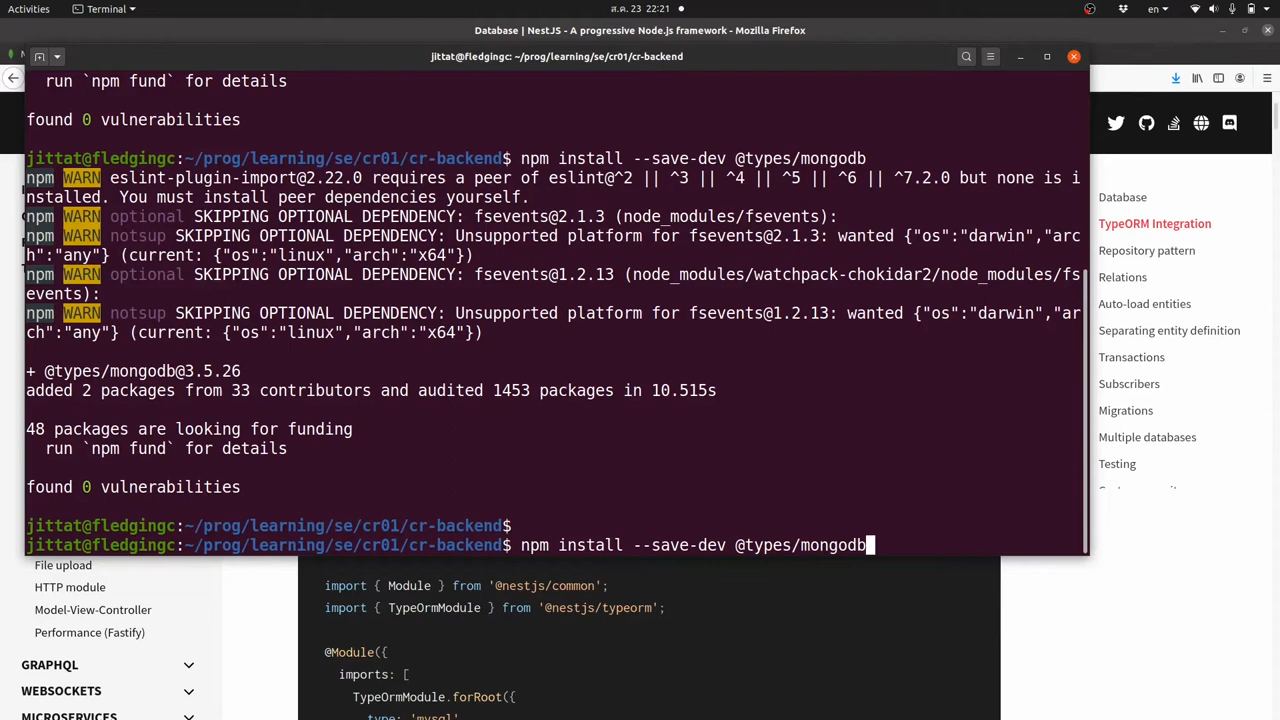 Activities
Terminal
ส.ค. 23 22:21
en
Database | NestJS - A progressive Node.js framework - Mozilla Firefox
jittat@fledgingc: ~/prog/learning/se/cr01/cr-backend
run `npm fund` for details
found 0 vulnerabilities
jittat@fledgingc:~/prog/learning/se/cr01/cr-backend$ npm install --save-dev @types/mongodb
npm WARN eslint-plugin-import@2.22.0 requires a peer of eslint@^2 || ^3 || ^4 || ^5 || ^6 || ^7.2.0 but none is i
nstalled. You must install peer dependencies yourself.
npm WARN optional SKIPPING OPTIONAL DEPENDENCY: fsevents@2.1.3 (node_modules/fsevents):
npm WARN notsup SKIPPING OPTIONAL DEPENDENCY: Unsupported platform for fsevents@2.1.3: wanted {"os":"darwin","arc
h":"any"} (current: {"os":"linux","arch":"x64"})
npm WARN optional SKIPPING OPTIONAL DEPENDENCY: fsevents@1.2.13 (node_modules/watchpack-chokidar2/node_modules/fs
events):
npm WARN notsup SKIPPING OPTIONAL DEPENDENCY: Unsupported platform for fsevents@1.2.13: wanted {"os":"darwin","ar
ch":"any"} (current: {"os":"linux","arch":"x64"})
+ @types/mongodb@3.5.26
added 2 packages from 33 contributors and audited 1453 packages in 10.515s
48 packages are looking for funding
run `npm fund` for details
found 0 vulnerabilities
jittat@fledgingc:~/prog/learning/se/cr01/cr-backend$
jittat@fledgingc:~/prog/learning/se/cr01/cr-backend$ npm install --save-dev @types/mongodb
Database
TypeORM Integration
Repository pattern
Relations
Auto-load entities
Separating entity definition
Transactions
Subscribers
Migrations
Multiple databases
Testing
File upload
HTTP module
Model-View-Controller
Performance (Fastify)
GRAPHQL
WEBSOCKETS
MICROSERVICES
import { Module } from '@nestjs/common';
import { TypeOrmModule } from '@nestjs/typeorm';
@Module({
imports: [
TypeOrmModule.forRoot({
type: 'mysql'